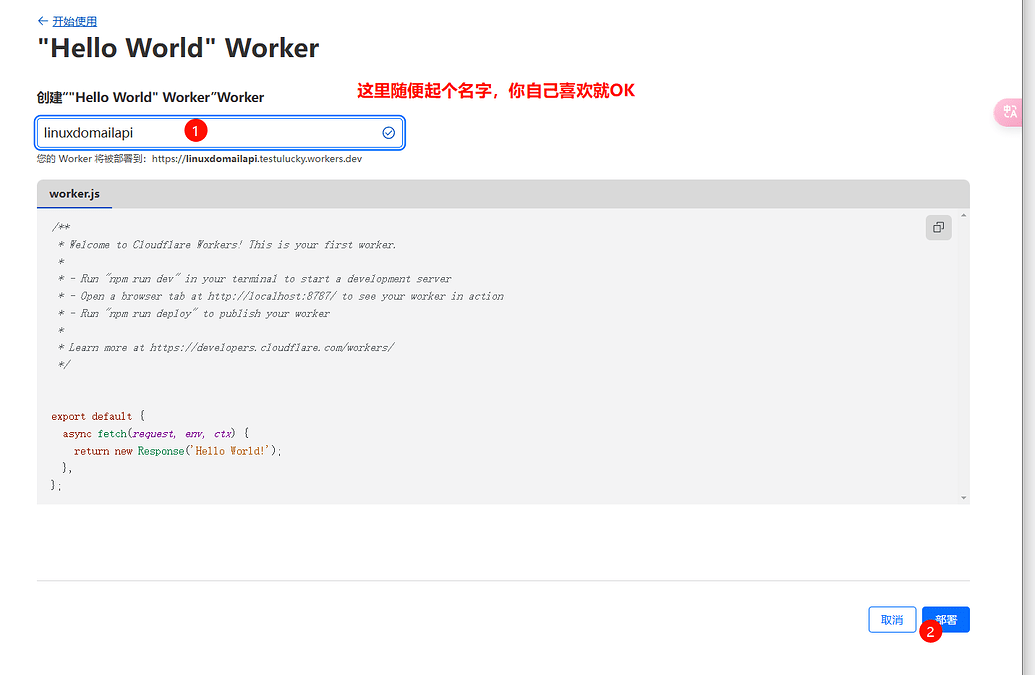 ← 开始使用
"Hello World" Worker
创建“"Hello World" Worker”Worker
这里随便起个名字，你自己喜欢就OK
linuxdomailapi
1
您的 Worker 将被部署到：https://linuxdomailapi.testulucky.workers.dev
worker.js
/**
 * Welcome to Cloudflare Workers! This is your first worker.
 *
 * - Run "npm run dev" in your terminal to start a development server
 * - Open a browser tab at http://localhost:8787/ to see your worker in action
 * - Run "npm run deploy" to publish your worker
 *
 * Learn more at https://developers.cloudflare.com/workers/
 */
export default {
  async fetch(request, env, ctx) {
    return new Response('Hello World!');
  },
};
取消
部署
2